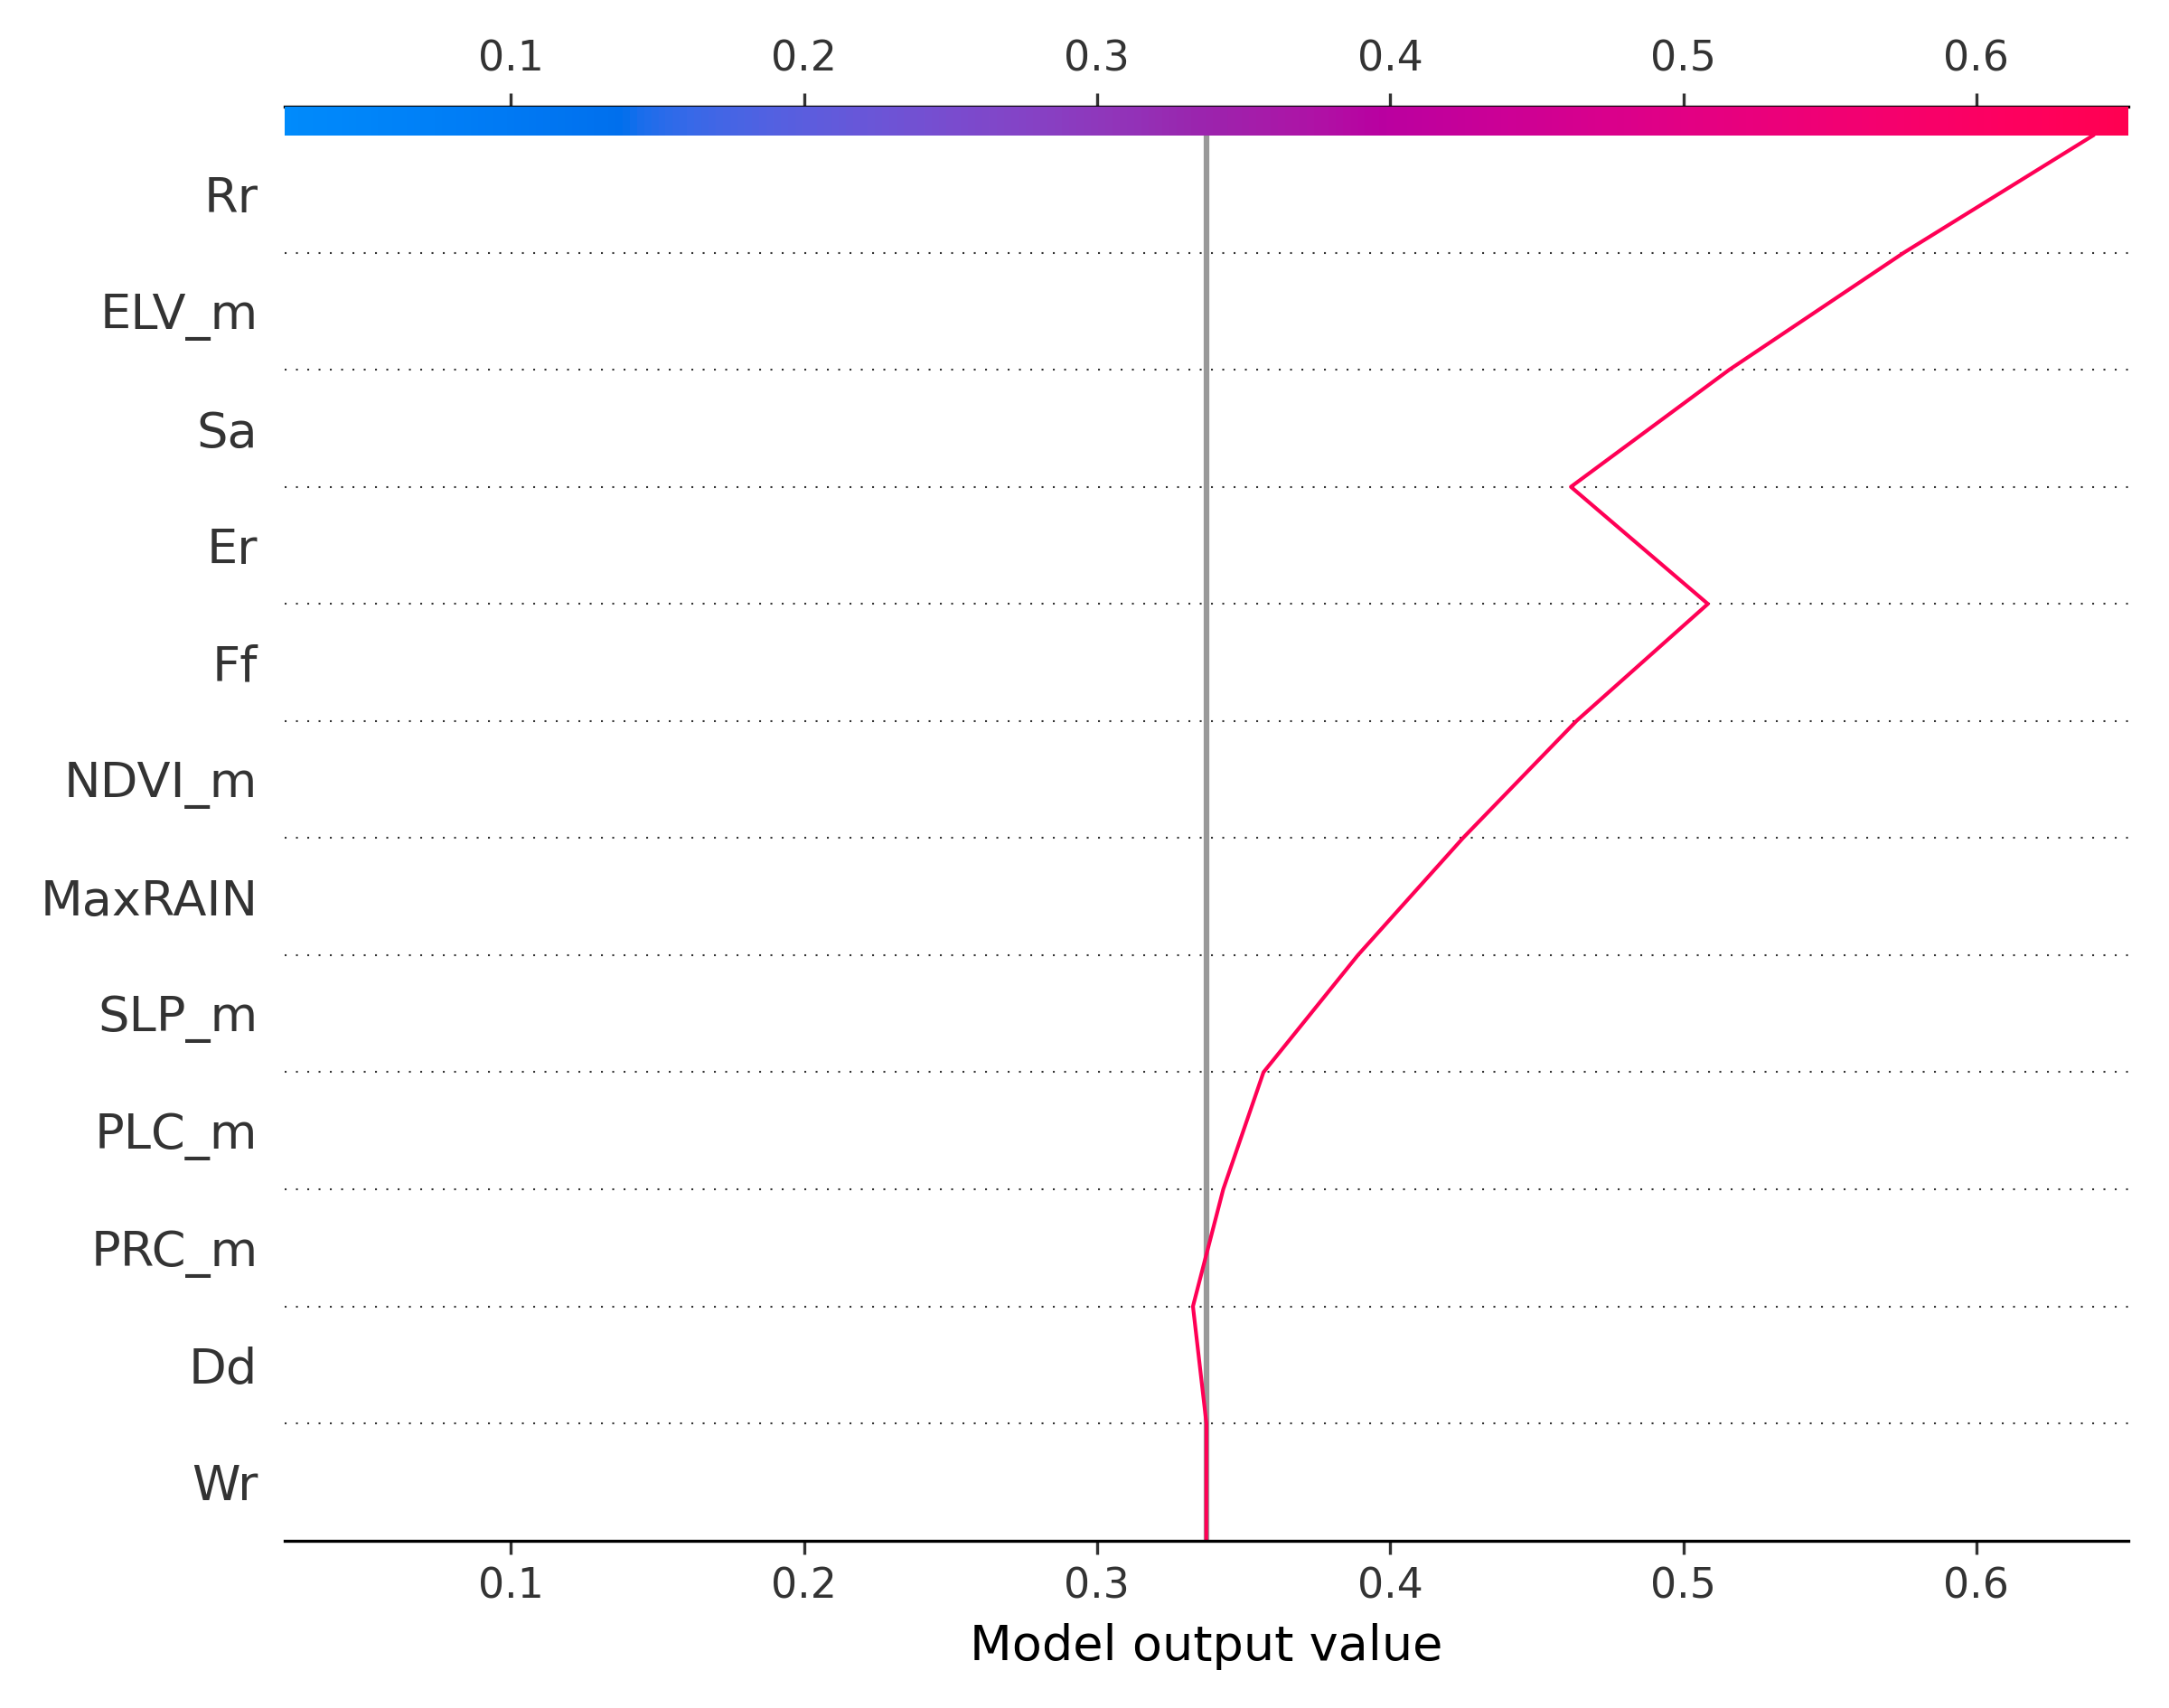 0.1 0.2 0.3 0.4 0.5 0.6
Rr
ELV_m
Sa
Er
Ff
NDVI_m
MaxRAIN
SLP_m
PLC_m
PRC_m
Dd
Wr
0.1 0.2 0.3 0.4 0.5 0.6
Model output value